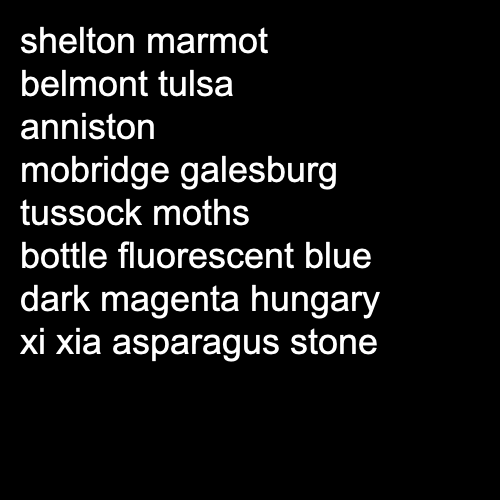 shelton marmot
belmont tulsa
anniston
mobridge galesburg
tussock moths
bottle fluorescent blue
dark magenta hungary
xi xia asparagus stone